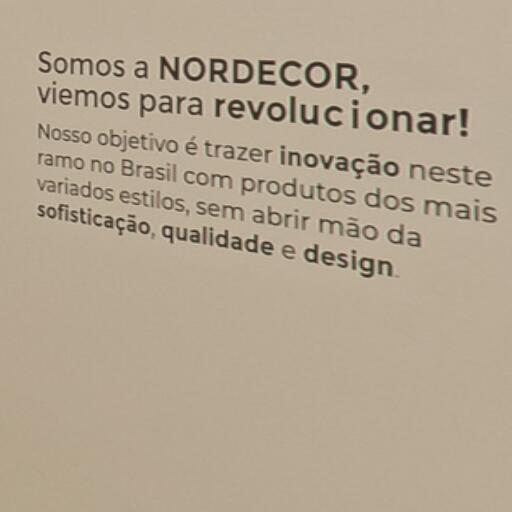 Somos a NORDECOR,
viemos para revolucionar!
Nosso objetivo é trazer inovação neste
ramo no Brasil com produtos dos mais
variados estilos, sem abrir mão da
sofisticação, qualidade e design.